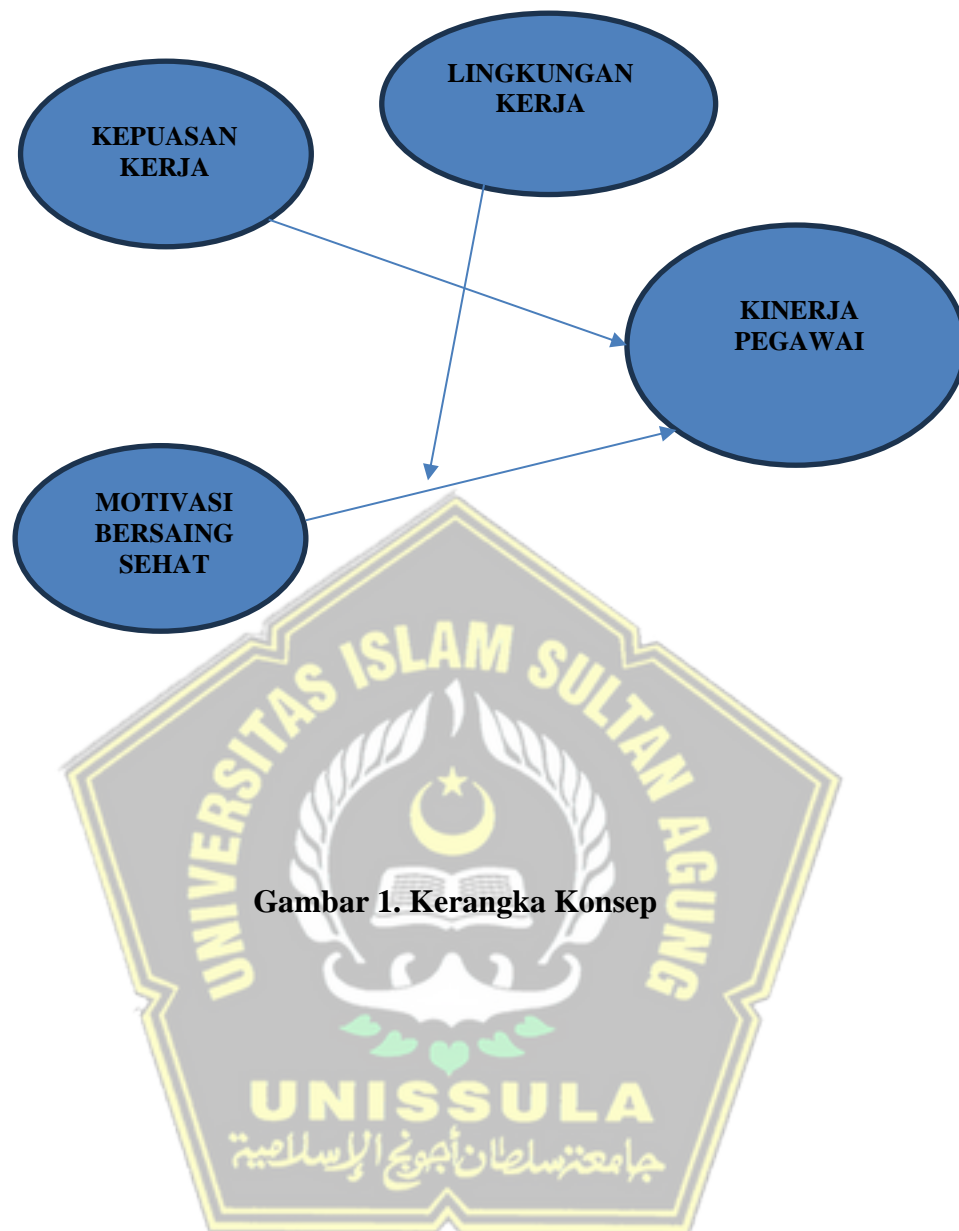 LINGKUNGAN
KERJA
KEPUASAN
KERJA
KINERJA
PEGAWAI
MOTIVASI
BERSAING
SEHAT
UNIVERSITAS ISLAM SULTAN AGUNG
Gambar 1. Kerangka Konsep
UNISSULA
جامعة سلطان أجونج الإسلامية